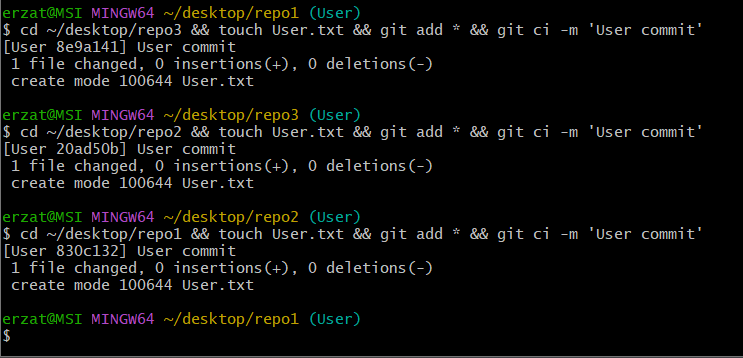 erzat@MSI MINGW64 ~/desktop/repo1 (User)
$ cd ~/desktop/repo3 && touch User.txt && git add * && git ci -m 'User commit'
[User 8e9a141] User commit
 1 file changed, 0 insertions(+), 0 deletions(-)
 create mode 100644 User.txt
erzat@MSI MINGW64 ~/desktop/repo3 (User)
$ cd ~/desktop/repo2 && touch User.txt && git add * && git ci -m 'User commit'
[User 20ad50b] User commit
 1 file changed, 0 insertions(+), 0 deletions(-)
 create mode 100644 User.txt
erzat@MSI MINGW64 ~/desktop/repo2 (User)
$ cd ~/desktop/repo1 && touch User.txt && git add * && git ci -m 'User commit'
[User 830c132] User commit
 1 file changed, 0 insertions(+), 0 deletions(-)
 create mode 100644 User.txt
erzat@MSI MINGW64 ~/desktop/repo1 (User)
$